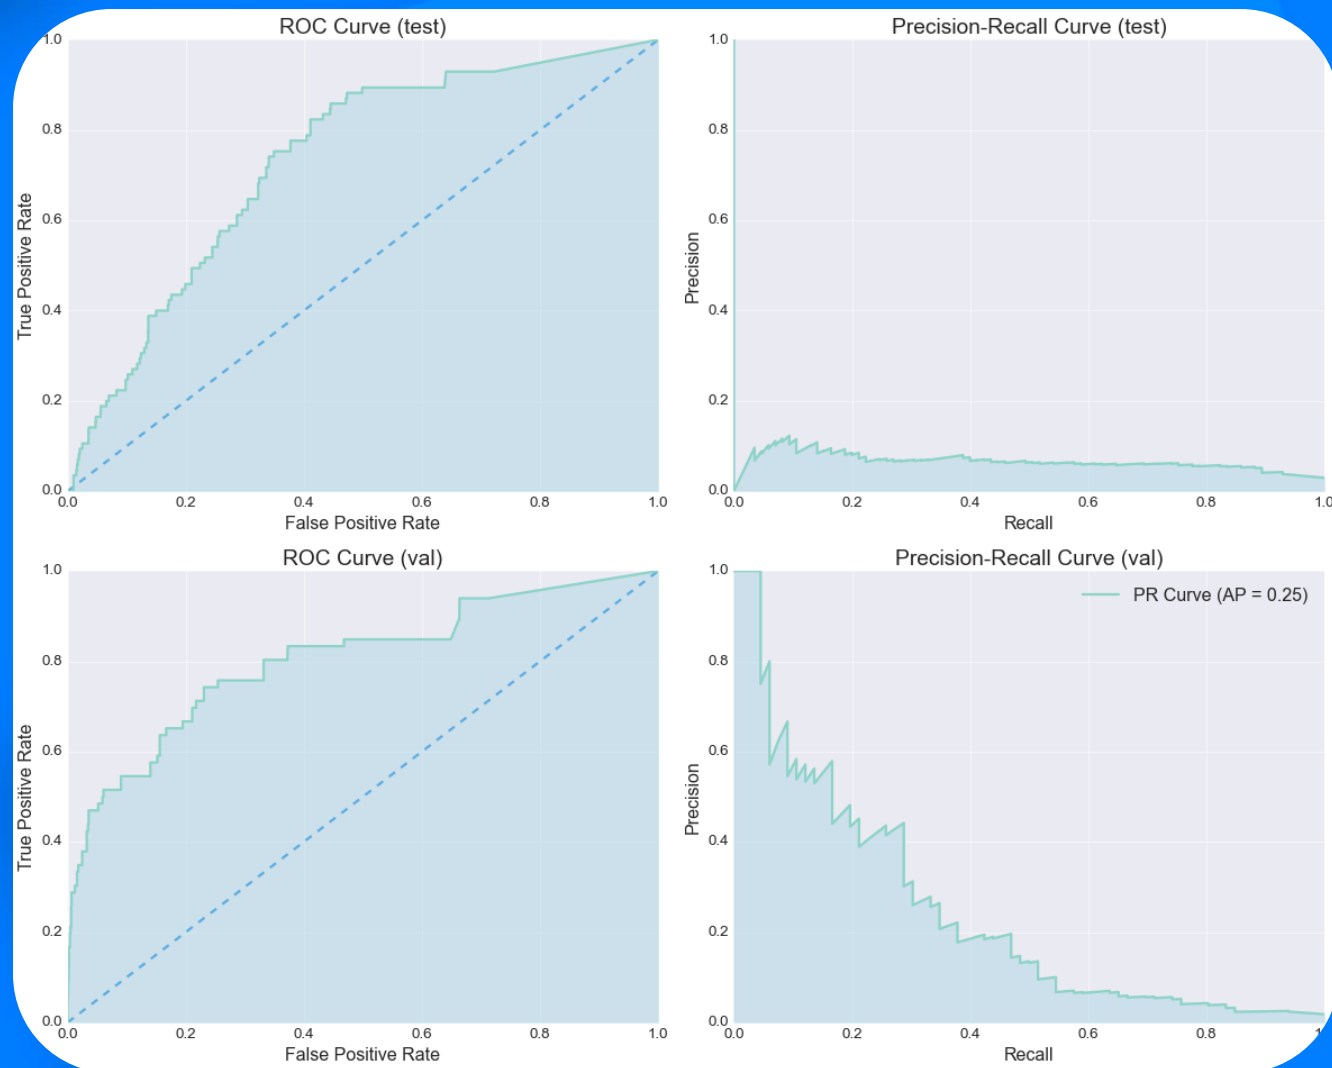 ROC Curve (test)
1.0
0.8
0.6
0.4
0.2
0.0
True Positive Rate
0.0 0.2 0.4 0.6 0.8 1.0
False Positive Rate
Precision-Recall Curve (test)
1.0
0.8
0.6
0.4
0.2
0.0
Precision
0.0 0.2 0.4 0.6 0.8 1.0
Recall
ROC Curve (val)
1.0
0.8
0.6
0.4
0.2
0.0
True Positive Rate
0.0 0.2 0.4 0.6 0.8 1.0
False Positive Rate
Precision-Recall Curve (val)
PR Curve (AP = 0.25)
1.0
0.8
0.6
0.4
0.2
0.0
Precision
0.0 0.2 0.4 0.6 0.8
Recall